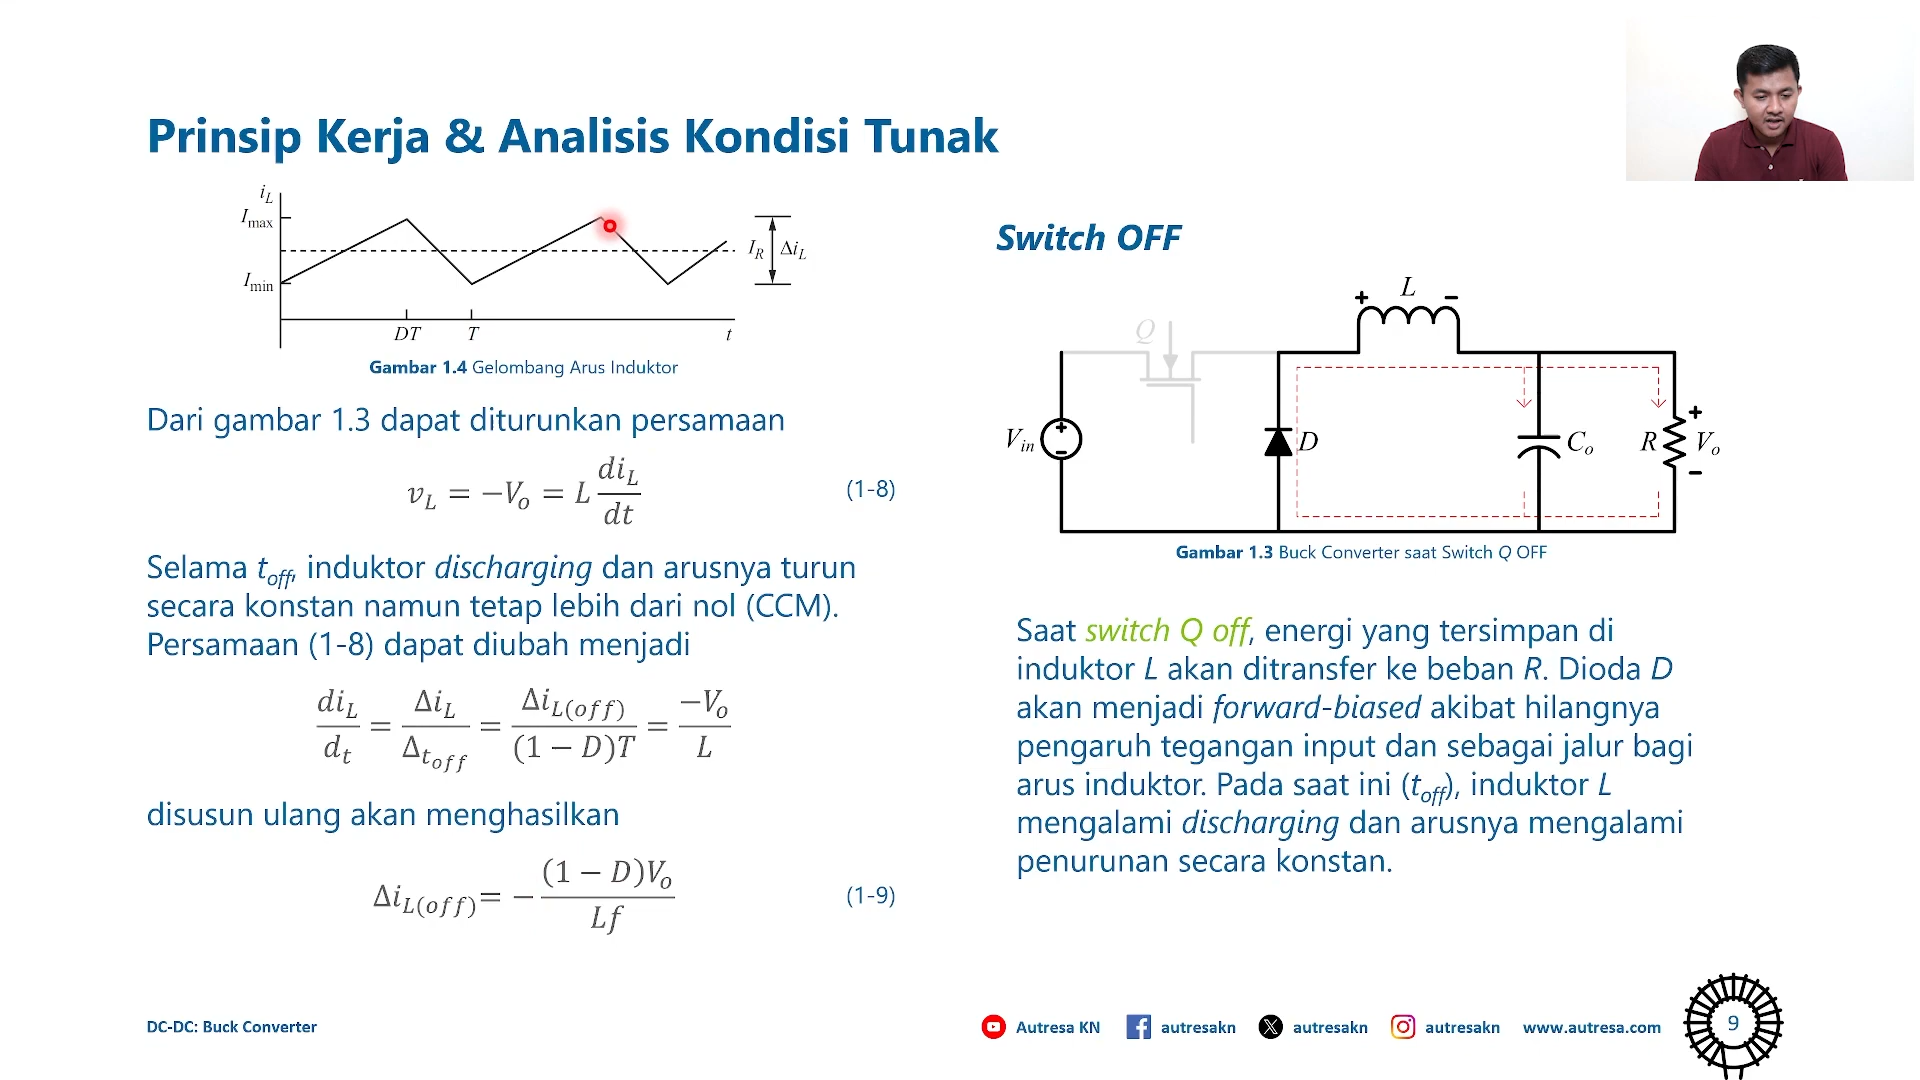 Prinsip Kerja & Analisis Kondisi Tunak
i_L
I_max
I_min
I_R Δi_L
DT T t
Gambar 1.4 Gelombang Arus Induktor
Dari gambar 1.3 dapat diturunkan persamaan
v_L = −V_o = L di_L/dt (1-8)
Selama t_off, induktor discharging dan arusnya turun
secara konstan namun tetap lebih dari nol (CCM).
Persamaan (1-8) dapat diubah menjadi
di_L/d_t = Δi_L/Δ_t_off = Δi_L(off)/(1 − D)T = −V_o/L
disusun ulang akan menghasilkan
Δi_L(off) = − (1 − D)V_o/Lf (1-9)
Switch OFF
+ L −
Q
V_in + −
D
C_o
R + V_o −
Gambar 1.3 Buck Converter saat Switch Q OFF
Saat switch Q off, energi yang tersimpan di
induktor L akan ditransfer ke beban R. Dioda D
akan menjadi forward-biased akibat hilangnya
pengaruh tegangan input dan sebagai jalur bagi
arus induktor. Pada saat ini (t_off), induktor L
mengalami discharging dan arusnya mengalami
penurunan secara konstan.
DC-DC: Buck Converter
Autresa KN autresakn autresakn autresakn www.autresa.com
9